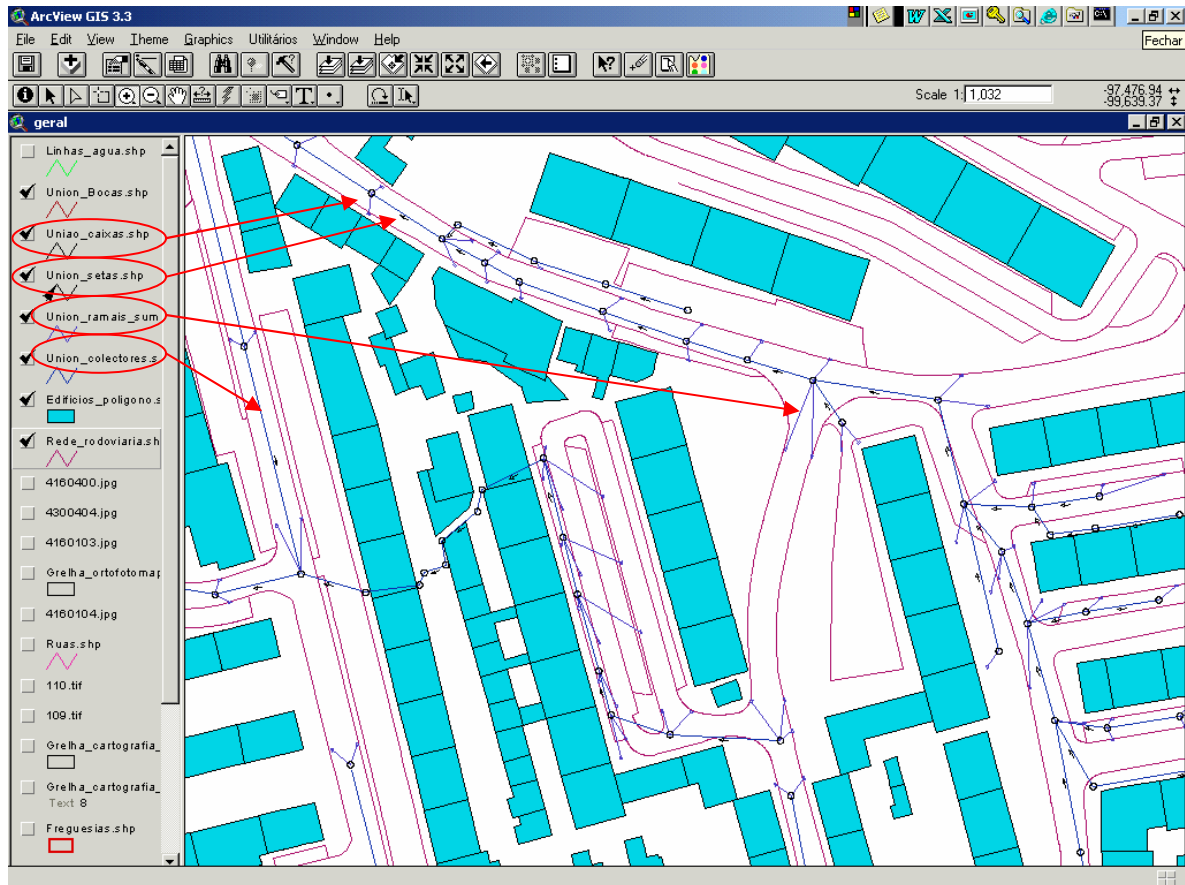 ArcView GIS 3.3
File Edit View Theme Graphics Utilitários Window Help
Fechar
Scale 1: 1,032
-97,476.94
-99,639.37
geral
Linhas_agua.shp
Union_Bocas.shp
Uniao_caixas.shp
Union_setas.shp
Union_ramais_sum
Union_colectores.s
Edificios_poligono.s
Rede_rodoviaria.sh
4160400.jpg
4300404.jpg
4160103.jpg
Grelha_ortofotomap
4160104.jpg
Ruas.shp
110.tif
109.tif
Grelha_cartografia_
Grelha_cartografia_
Text 8
Freguesias.shp